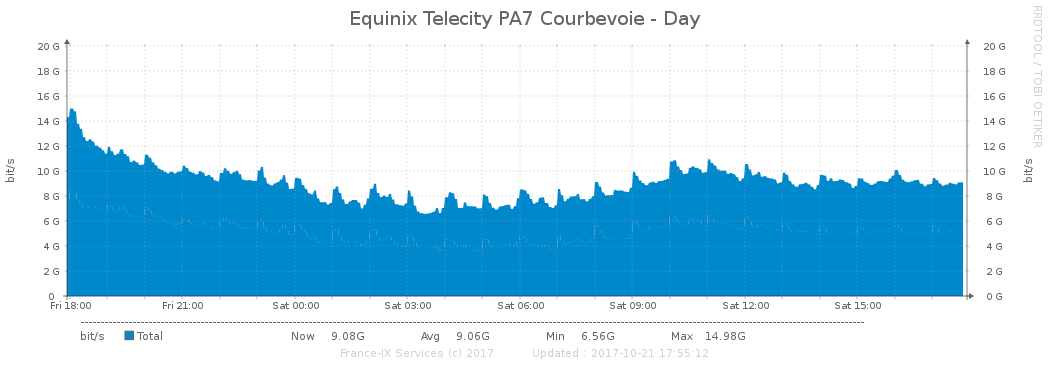 Equinix Telecity PA7 Courbevoie - Day
RRDTOOL / TOBI OETIKER
bit/s
20 G
18 G
16 G
14 G
12 G
10 G
8 G
6 G
4 G
2 G
0
20 G
18 G
16 G
14 G
12 G
10 G
8 G
6 G
4 G
2 G
0 G
bit/s
Fri 18:00 Fri 21:00 Sat 00:00 Sat 03:00 Sat 06:00 Sat 09:00 Sat 12:00 Sat 15:00
bit/s Total Now 9.08G Avg 9.06G Min 6.56G Max 14.98G
France-IX Services (c) 2017 Updated : 2017-10-21 17:55:12